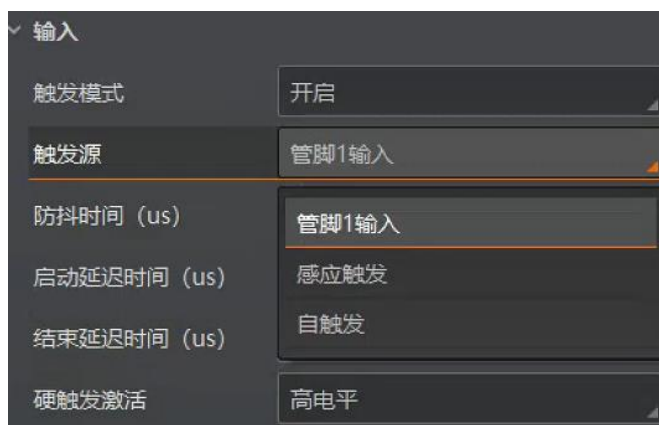 输入
触发模式 开启
触发源 管脚1输入
防抖时间（us） 管脚1输入
启动延迟时间（us） 感应触发
自触发
结束延迟时间（us）
硬触发激活 高电平